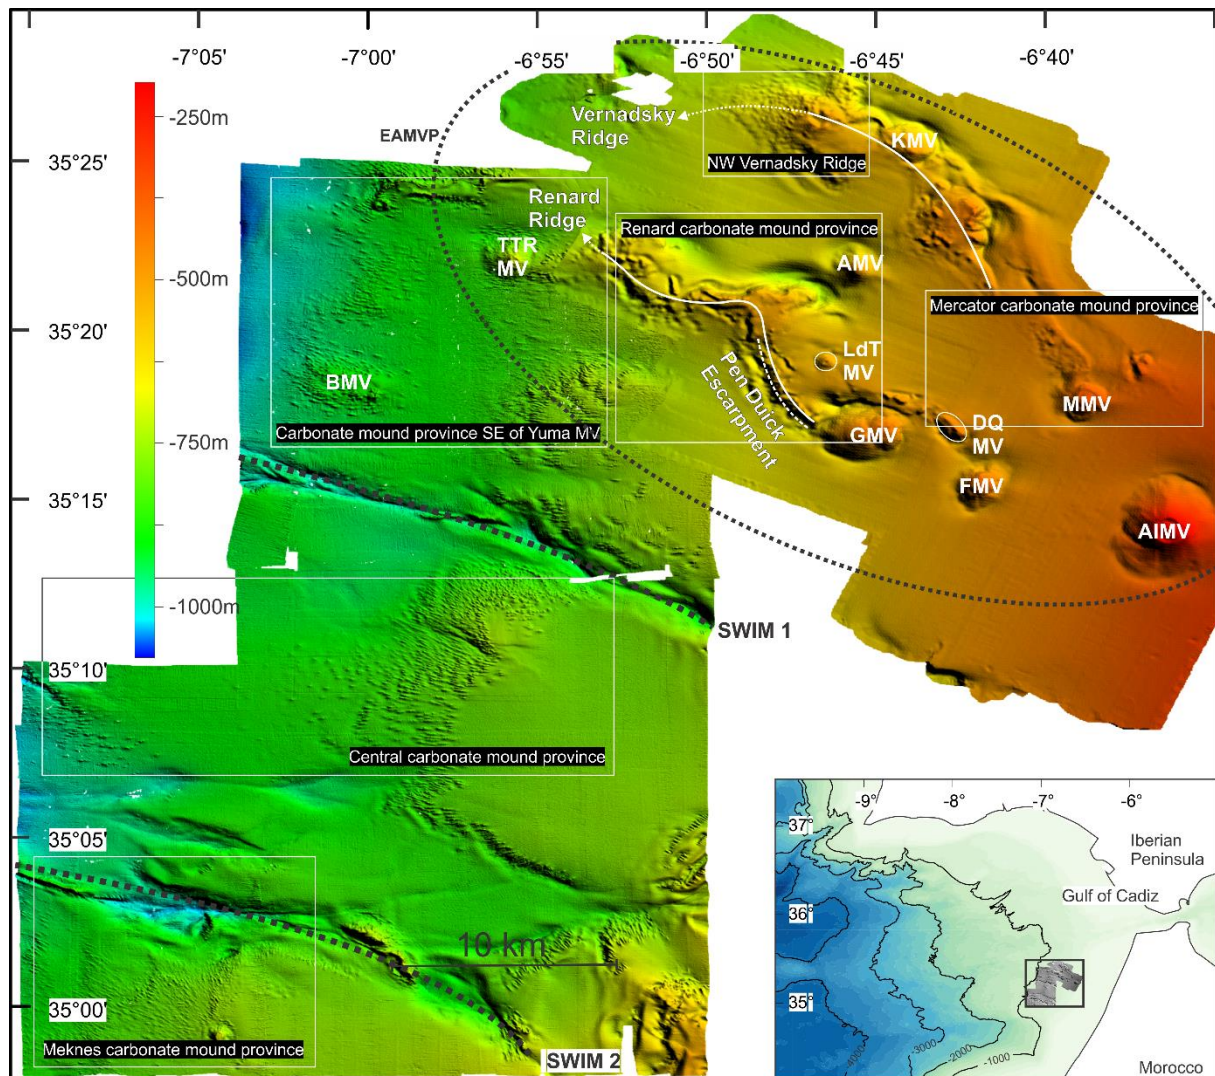 -7°05'
-7°00'
-6°55'
-6°50'
-6°45'
-6°40'
-250m
-500m
-750m
-1000m
35°25'
35°20'
35°15'
35°10'
35°05'
35°00'
EAMVP
Vernadsky
Ridge
KMV
NW Vernadsky Ridge
Renard
Ridge
Renard carbonate mound province
TTR
MV
AMV
Mercator carbonate mound province
LdT
MV
BMV
Pen Duick
Escarpment
MMV
Carbonate mound province SE of Yuma MV
GMV
DQ
MV
FMV
AIMV
SWIM 1
Central carbonate mound province
10 km
Meknes carbonate mound province
SWIM 2
-9°
-8°
-7°
-6°
37°
36°
35°
Iberian
Peninsula
Gulf of Cadiz
-4000
-3000
-2000
-1000
Morocco